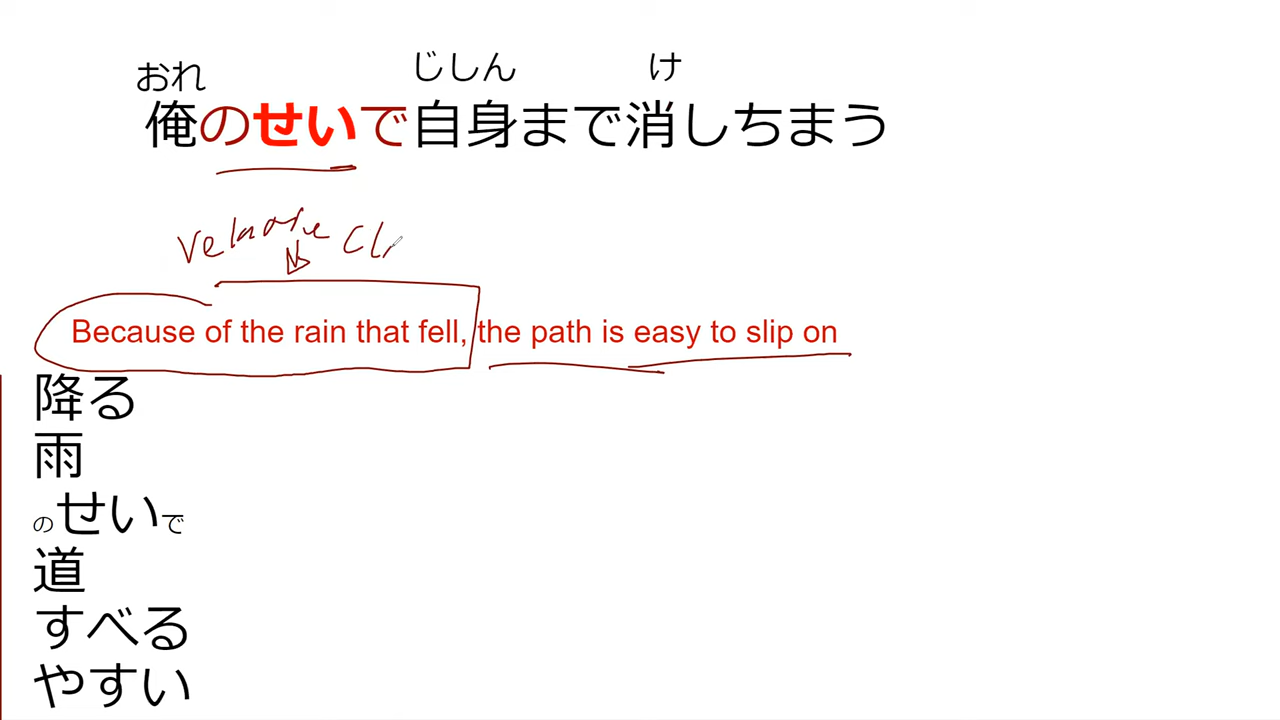 おれ じしん け
俺のせいで自身まで消しちまう
Because of the rain that fell, the path is easy to slip on
降る
雨
のせいで
道
すべる
やすい